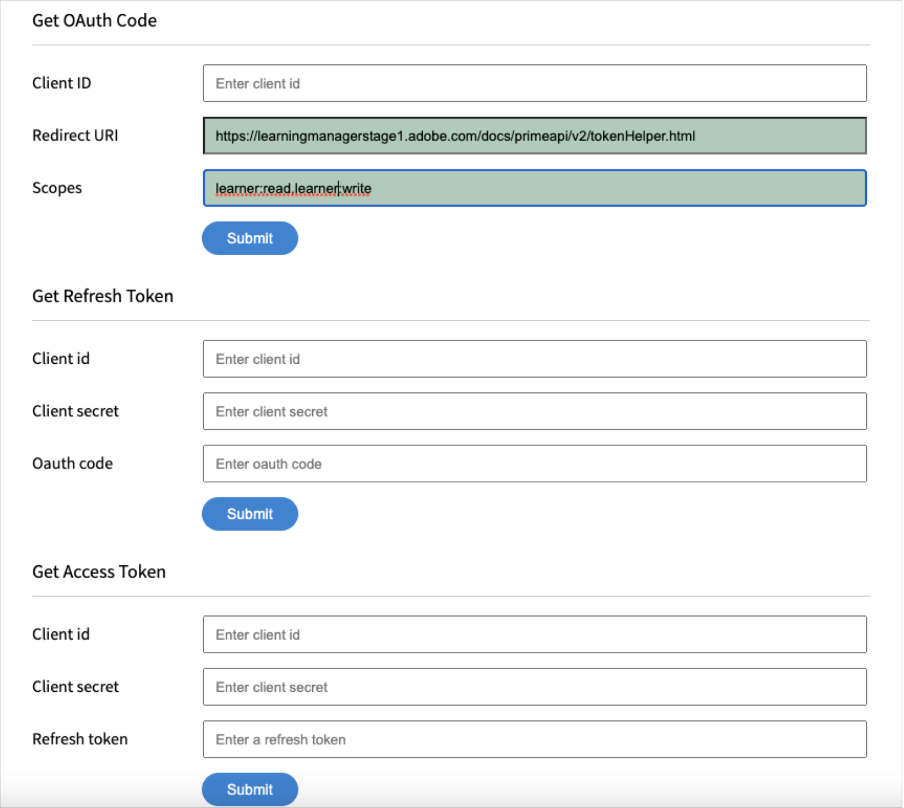 Get OAuth Code
Client ID
Enter client id
Redirect URI
https://learningmanagerstage1.adobe.com/docs/primeapi/v2/tokenHelper.html
Scopes
learner:read,learner:write
Submit
Get Refresh Token
Client id
Enter client id
Client secret
Enter client secret
Oauth code
Enter oauth code
Submit
Get Access Token
Client id
Enter client id
Client secret
Enter client secret
Refresh token
Enter a refresh token
Submit